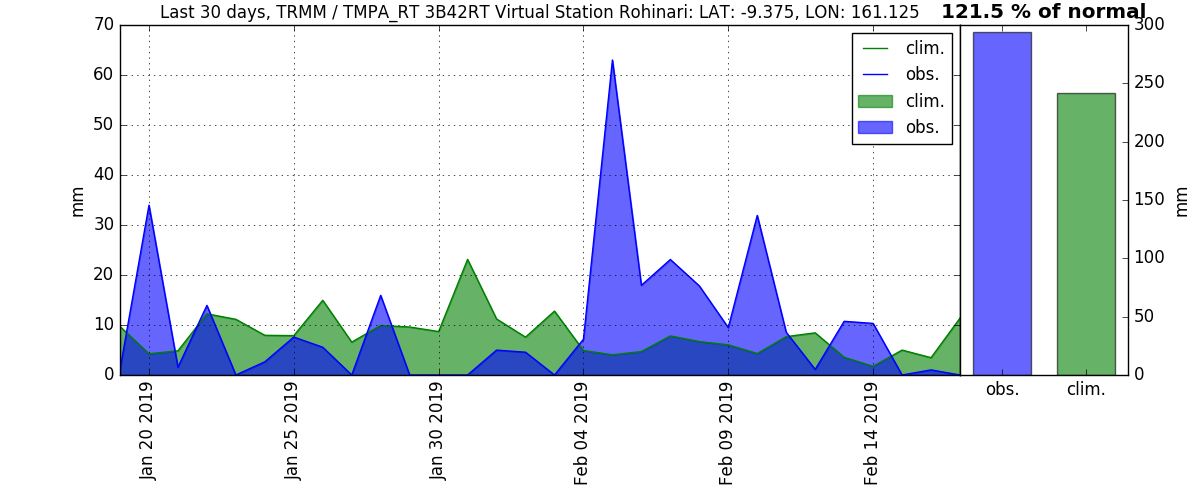 Last 30 days, TRMM / TMPA_RT 3B42RT Virtual Station Rohinari: LAT: -9.375, LON: 161.125
121.5 % of normal
70
60
50
40
30
20
10
0
mm
clim.
obs.
clim.
obs.
Jan 20 2019
Jan 25 2019
Jan 30 2019
Feb 04 2019
Feb 09 2019
Feb 14 2019
300
250
200
150
100
50
0
mm
obs.
clim.